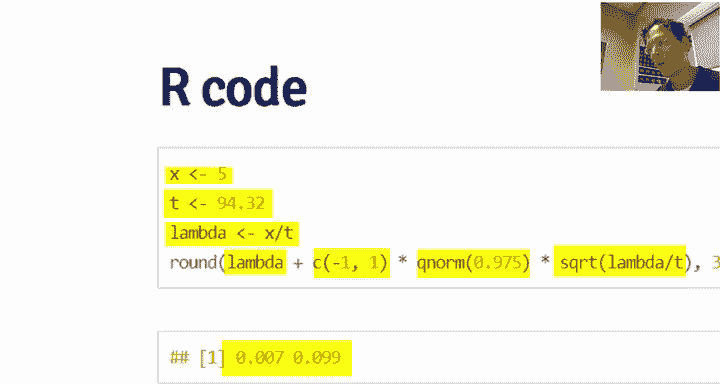 R code
x <- 5
t <- 94.32
lambda <- x/t
round(lambda + c(-1, 1) * qnorm(0.975) * sqrt(lambda/t), 3
## [1] 0.007 0.099